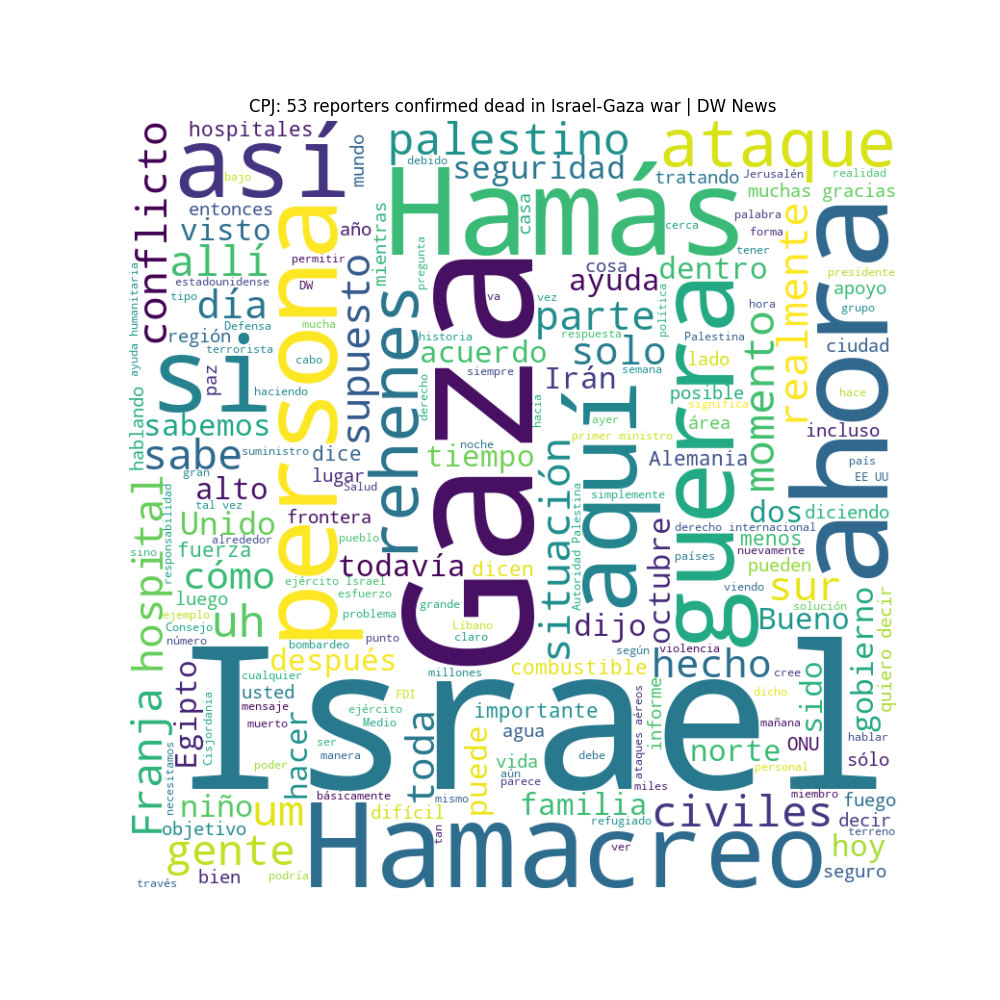 CPJ: 53 reporters confirmed dead in Israel-Gaza war | DW News
hospitales
así
bajo
mundo
conflicto
palestino
debido
seguridad
ataque
tratando
Jerusalén
realidad
muchas
gracias
entonces
visto
año
allí
permitir
estadounidense
DW
tipo
día
Defensa
mucha
región
terrorista
cabo
paz
haciendo
si
persona
supuesto
mientras
pregunta
rehenes
Hamás
casa
cerca
palabra
forma
tener
realmente
ahora
presidente
apoyo
grupo
hora
cosa
ayuda
dentro
va
vez
parte
política
respuesta
Palestina
historia
acuerdo
solo
lado
ciudad
siempre
semana
Irán
derecho
hacia
posible
hace
significa
momento
ayer
área
incluso
ayuda humanitaria
hablando
sabemos
sabe
suministro
dice
noche
tiempo
Gaza
primer ministro
Alemania
país
EE UU
gran
lugar
Salud
alto
tal vez
simplemente
aquí
guerra
dos
diciendo
Unido
frontera
situación
Autoridad Palestina
derecho internacional
menos
alrededor
pueblo
fuerza
sino
responsabilidad
todavía
dicen
países
nuevamente
pueden
cómo
ejército Israel
esfuerzo
viendo
sur
luego
grande
octubre
solución
ejemplo
problema
uh
Consejo
Líbano
dijo
Bueno
número
punto
claro
bombardeo
según
violencia
gobierno
quiero decir
Franja hospital
Egipto
Cisjordania
después
millones
combustible
hecho
cree
cualquier
usted
FDI
dicho
mensaje
ejército
importante
informe
sido
muerto
Medio
mañana
Israel
hacer
ser
agua
ataques aéreos
norte
ONU
hablar
manera
toda
puede
debe
necesitamos
poder
vida
aún
personal
sólo
parece
miles
básicamente
mismo
miembro
niño
um
difícil
familia
civiles
fuego
objetivo
refugiado
decir
terreno
tan
gente
Hamacreo
ver
hoy
bien
podría
seguro
través